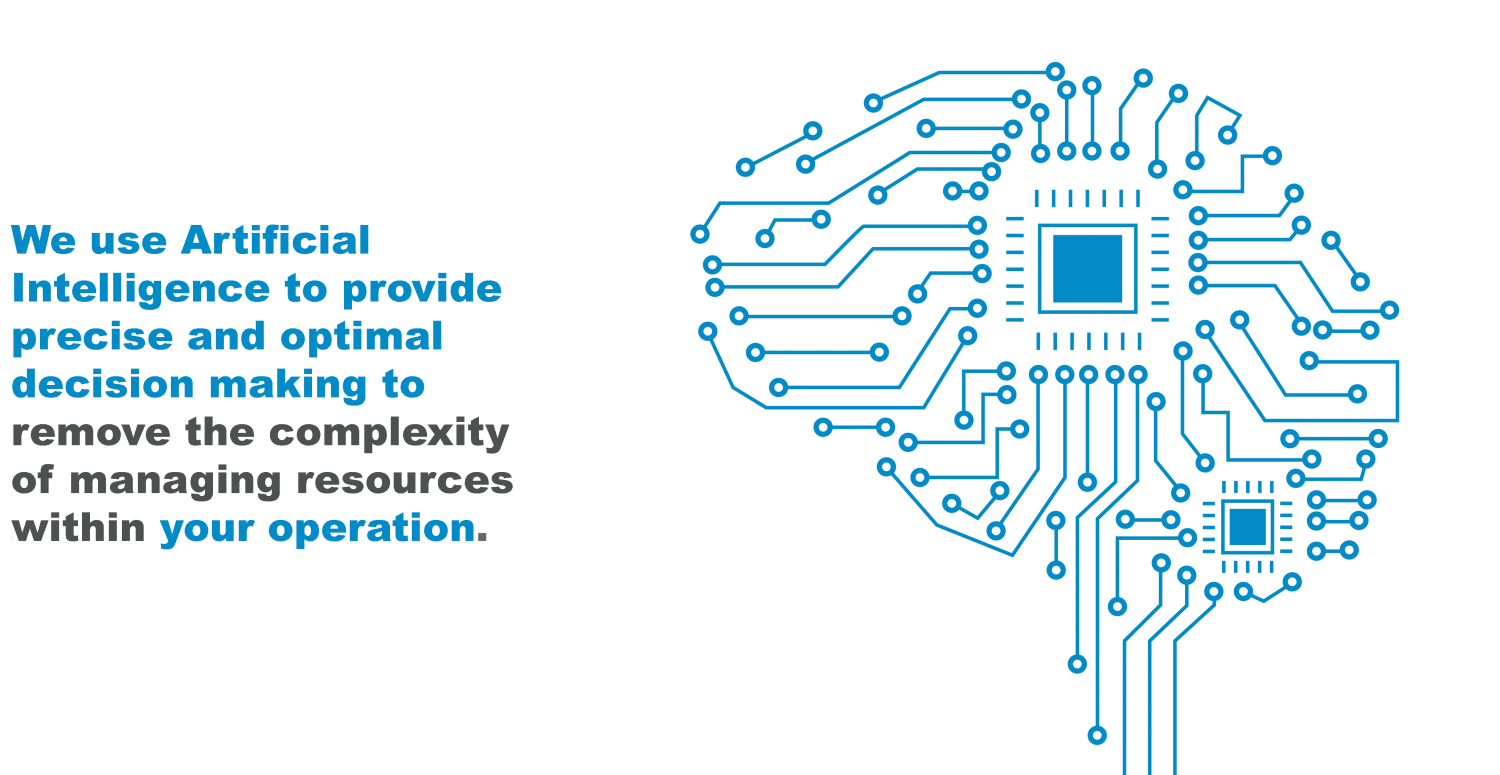 We use Artificial
Intelligence to provide
precise and optimal
decision making to
remove the complexity
of managing resources
within your operation.